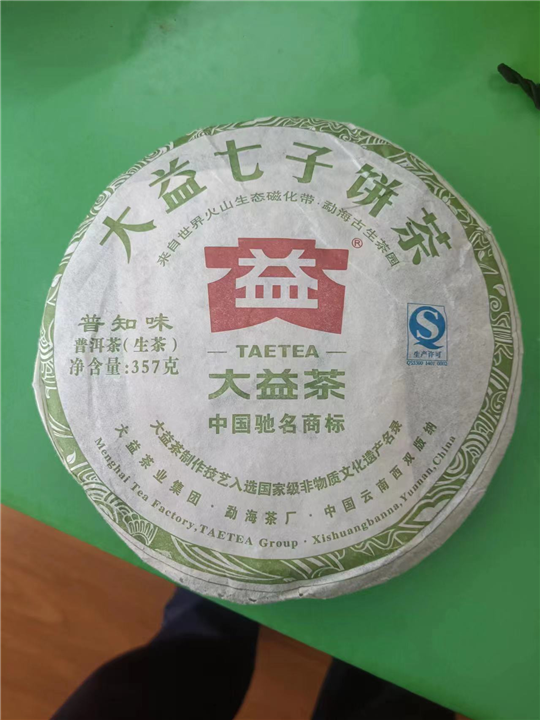 大益七子饼茶
来自世界火山生态磁化带·勐海古生茶园
益
®
普知味
普洱茶(生茶)
净含量:357克
TAETEA
大益茶
中国驰名商标
生产许可
大益茶制作技艺入选国家级非物质文化遗产名录
大益茶业集团·勐海茶厂·中国云南西双版纳
Menghai Tea Factory,TAETEA Group·Xishuangbanna,Yunnan,China